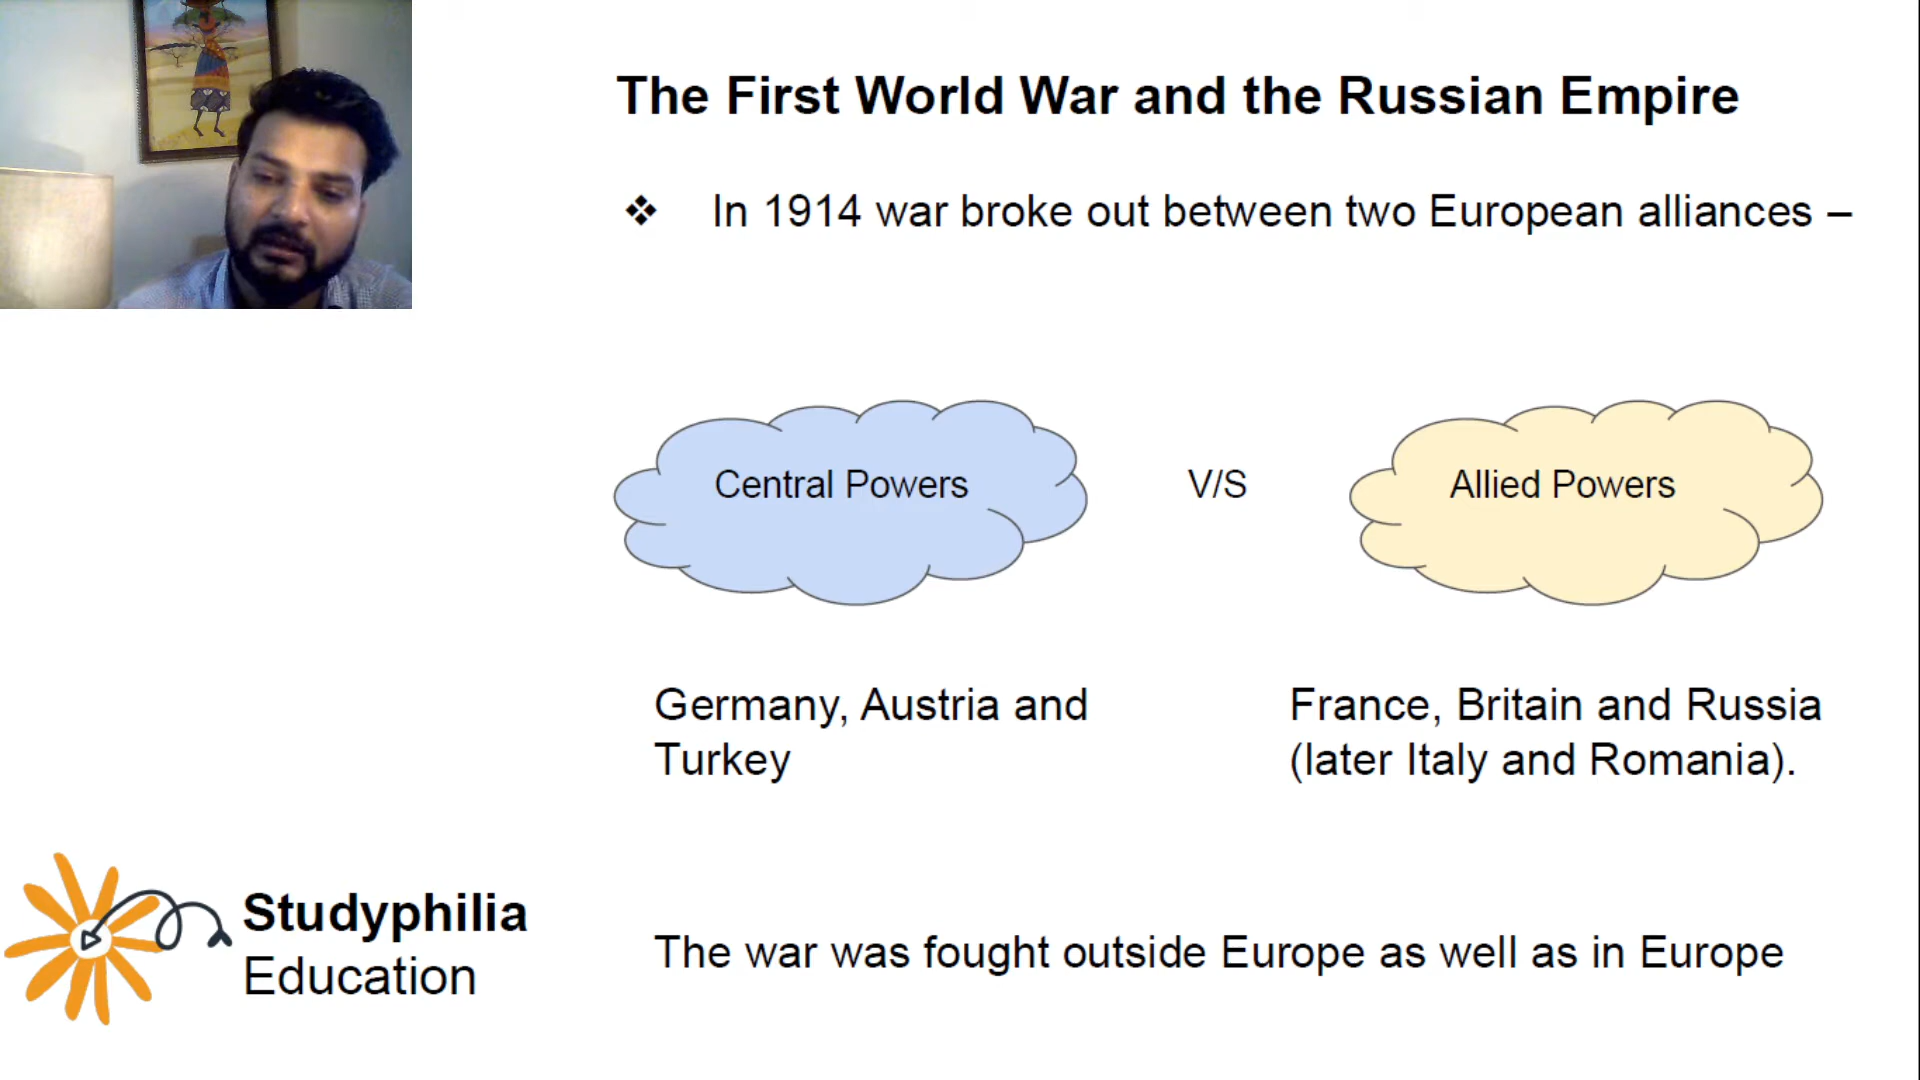 The First World War and the Russian Empire
❖ In 1914 war broke out between two European alliances –
Central Powers
V/S
Allied Powers
Germany, Austria and
Turkey
France, Britain and Russia
(later Italy and Romania).
Studyphilia
Education
The war was fought outside Europe as well as in Europe